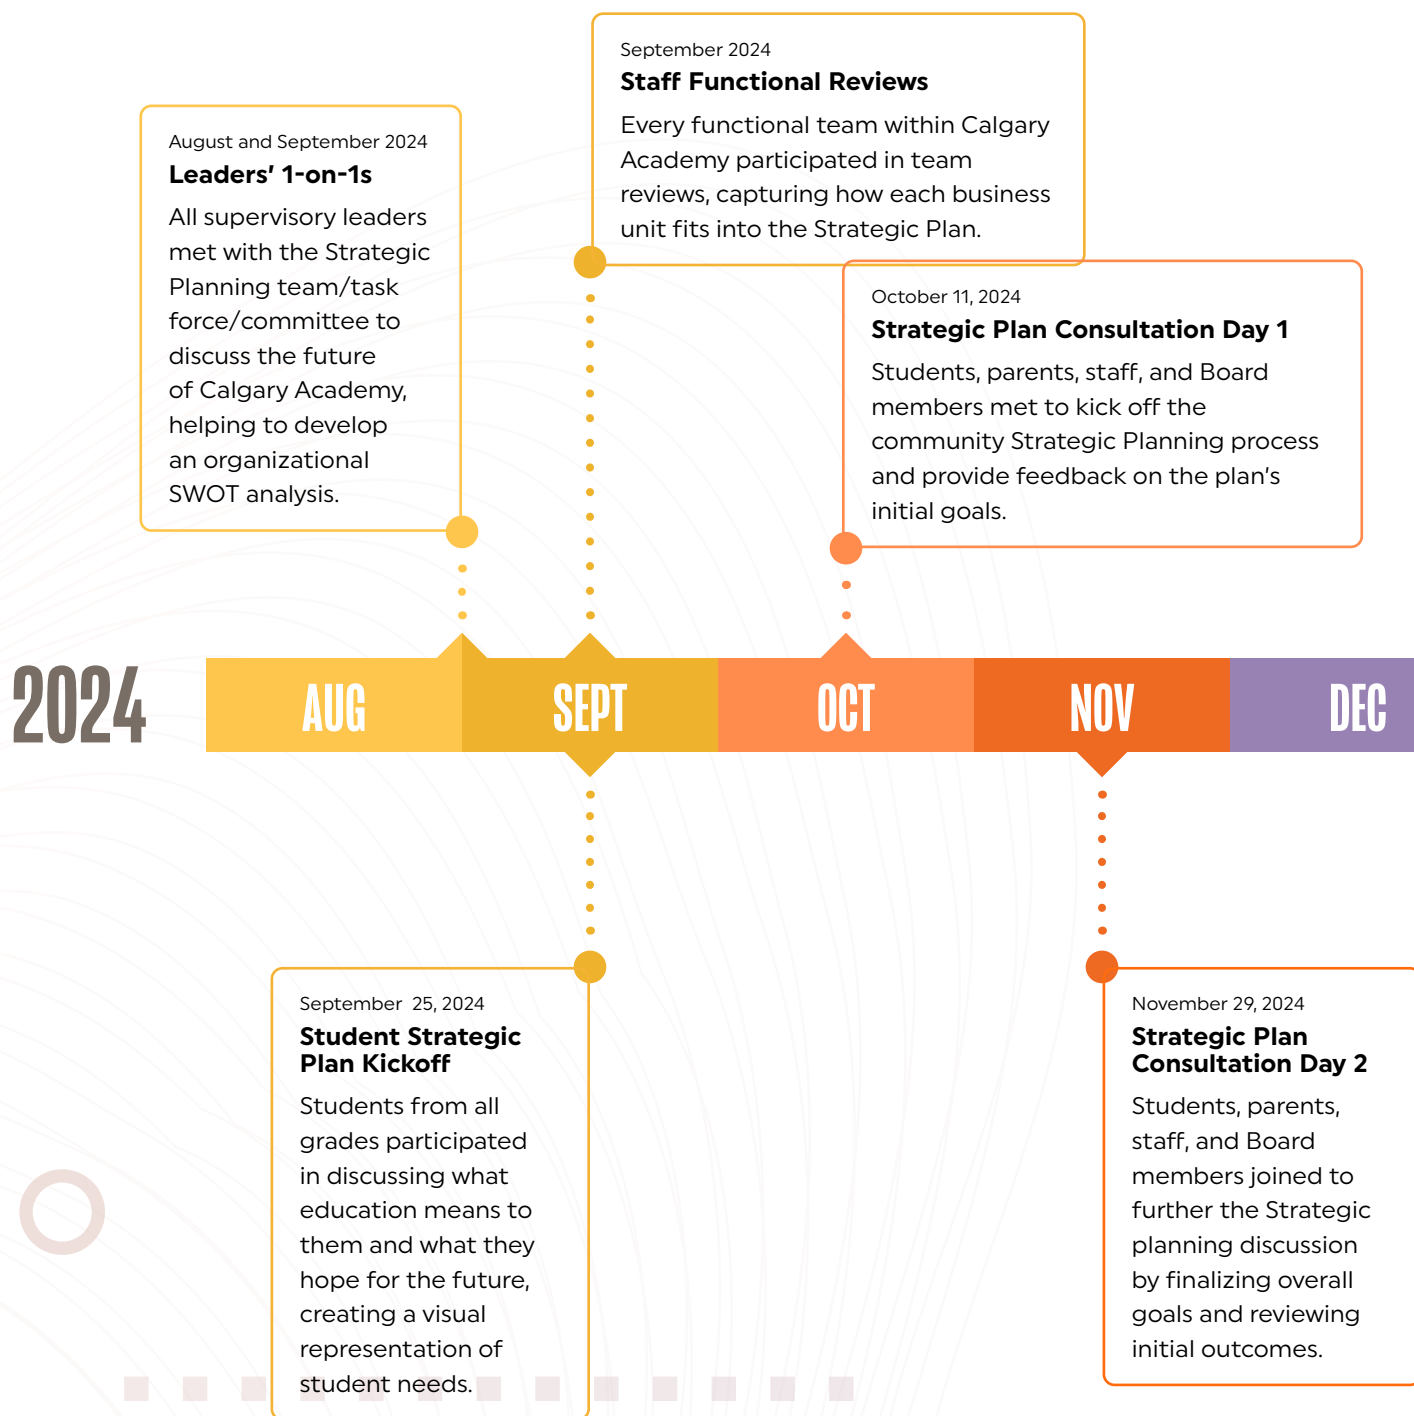 September 2024
Staff Functional Reviews
Every functional team within Calgary
Academy participated in team
reviews, capturing how each business
unit fits into the Strategic Plan.
August and September 2024
Leaders’ 1-on-1s
All supervisory leaders
met with the Strategic
Planning team/task
force/committee to
discuss the future
of Calgary Academy,
helping to develop
an organizational
SWOT analysis.
October 11, 2024
Strategic Plan Consultation Day 1
Students, parents, staff, and Board
members met to kick off the
community Strategic Planning process
and provide feedback on the plan’s
initial goals.
2024
AUG
SEPT
OCT
NOV
DEC
September 25, 2024
Student Strategic
Plan Kickoff
Students from all
grades participated
in discussing what
education means to
them and what they
hope for the future,
creating a visual
representation of
student needs.
November 29, 2024
Strategic Plan
Consultation Day 2
Students, parents,
staff, and Board
members joined to
further the Strategic
planning discussion
by finalizing overall
goals and reviewing
initial outcomes.